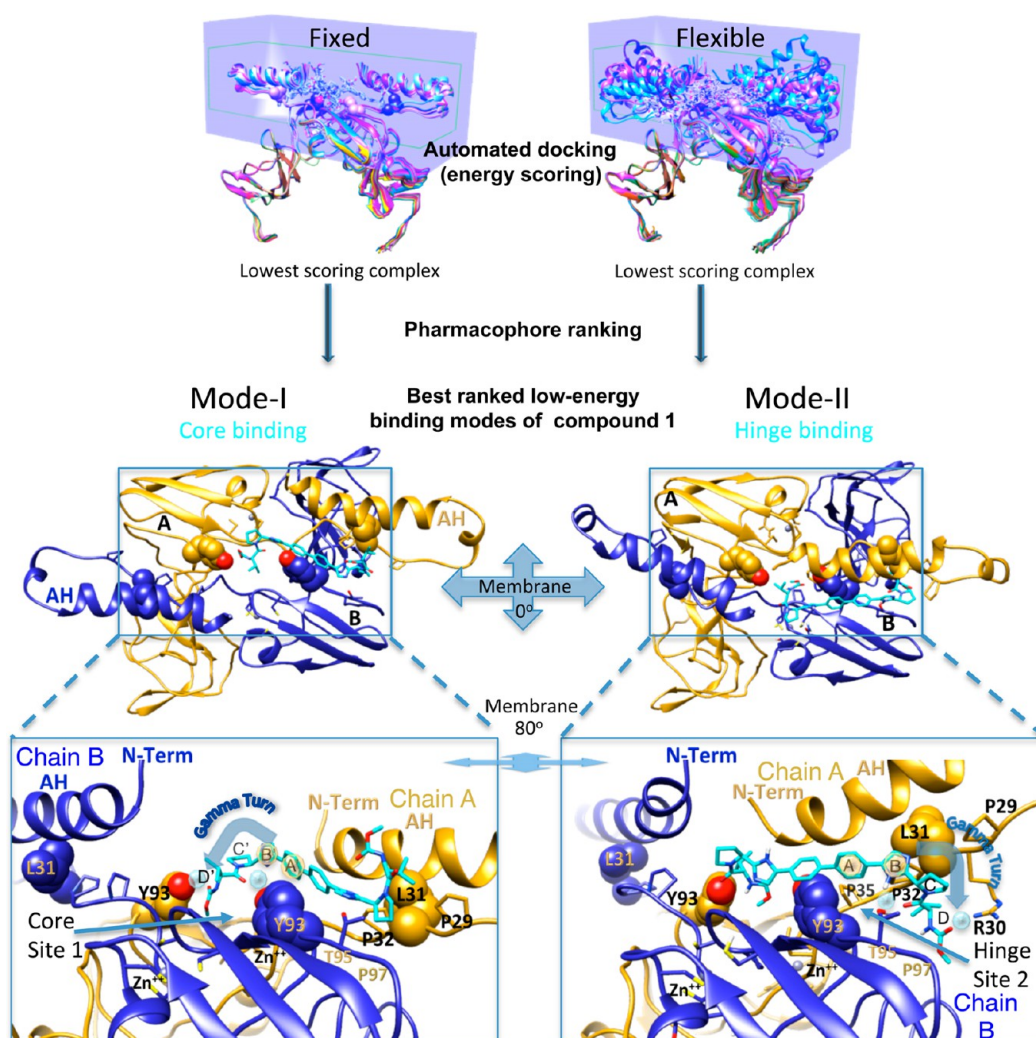 Fixed
Flexible
Automated docking
(energy scoring)
Lowest scoring complex
Lowest scoring complex
Pharmacophore ranking
Mode-I
Core binding
Best ranked low-energy
binding modes of compound 1
Mode-II
Hinge binding
A
AH
AH
B
Membrane
0°
A
B
Membrane
80°
Chain B
AH
N-Term
Gamma Turn
N-Term
Chain A
AH
L31
C'
B'
A
D'
Y93
L31
Core
Site 1
Y93
P32
P29
Zn++
T95
P97
Zn++
N-Term
Chain A
AH
N-Term
P29
L31
Gamma Turn
L31
A
B
Y93
P35
P32
C
D
R30
Y93
T95
Hinge
Site 2
P97
Zn++
Zn++
Chain
B